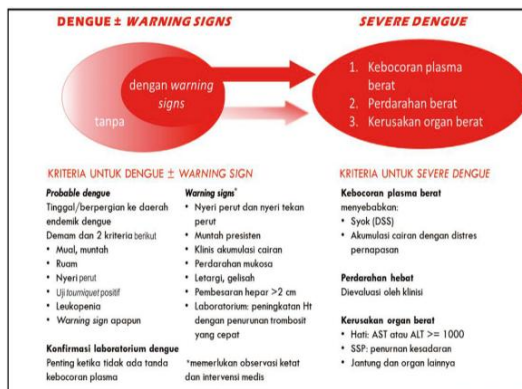 DENGUE ± WARNING SIGNS
SEVERE DENGUE
dengan warning
signs
tanpa
1. Kebocoran plasma
berat
2. Perdarahan berat
3. Kerusakan organ berat
KRITERIA UNTUK DENGUE ± WARNING SIGN
Probable dengue
Tinggal/berpergian ke daerah
endemik dengue
Demam dan 2 kriteria berikut
• Mual, muntah
• Ruam
• Nyeri perut
• Uji tourniquet positif
• Leukopenia
• Warning sign apapun
Konfirmasi laboratorium dengue
Penting ketika tidak ada tanda
kebocoran plasma
Warning signs*
• Nyeri perut dan nyeri tekan
perut
• Muntah presisten
• Klinis akumulasi cairan
• Perdarahan mukosa
• Letargi, gelisah
• Pembesaran hepar >2 cm
• Laboratorium: peningkatan Ht
dengan penurunan trombosit
yang cepat
*memerlukan observasi ketat
dan intervensi medis
KRITERIA UNTUK SEVERE DENGUE
Kebocoran plasma berat
menyebabkan:
• Syok (DSS)
• Akumulasi cairan dengan distres
pernapasan
Perdarahan hebat
Dievaluasi oleh klinisi
Kerusakan organ berat
• Hati: AST atau ALT >= 1000
• SSP: penurnan kesadaran
• Jantung dan organ lainnya